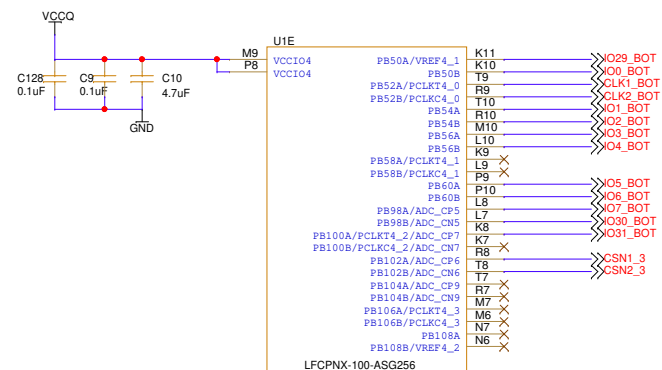 VCCQ
U1E
M9 VCCIO4
P8 VCCIO4
C128 0.1uF
C9 0.1uF
C10 4.7uF
GND
PB50A/VREF4_1 K11 IO29_BOT
PB50B K10 IO0_BOT
PB52A/PCLKT4_0 T9 CLK1_BOT
PB52B/PCLKC4_0 R9 CLK2_BOT
PB54A T10 IO1_BOT
PB54B R10 IO2_BOT
PB56A M10 IO3_BOT
PB56B L10 IO4_BOT
PB58A/PCLKT4_1 K9
PB58B/PCLKC4_1 L9
PB60A P9 IO5_BOT
PB60B P10 IO6_BOT
PB98A/ADC_CP5 L8 IO7_BOT
PB98B/ADC_CN5 L7 IO30_BOT
PB100A/PCLKT4_2/ADC_CP7 K8 IO31_BOT
PB100B/PCLKC4_2/ADC_CN7 K7
PB102A/ADC_CP6 R8 CSN1_3
PB102B/ADC_CN6 T8 CSN2_3
PB104A/ADC_CP9 T7
PB104B/ADC_CN9 R7
PB106A/PCLKT4_3 M7
PB106B/PCLKC4_3 M6
PB108A N7
PB108B/VREF4_2 N6
LFCPNX-100-ASG256